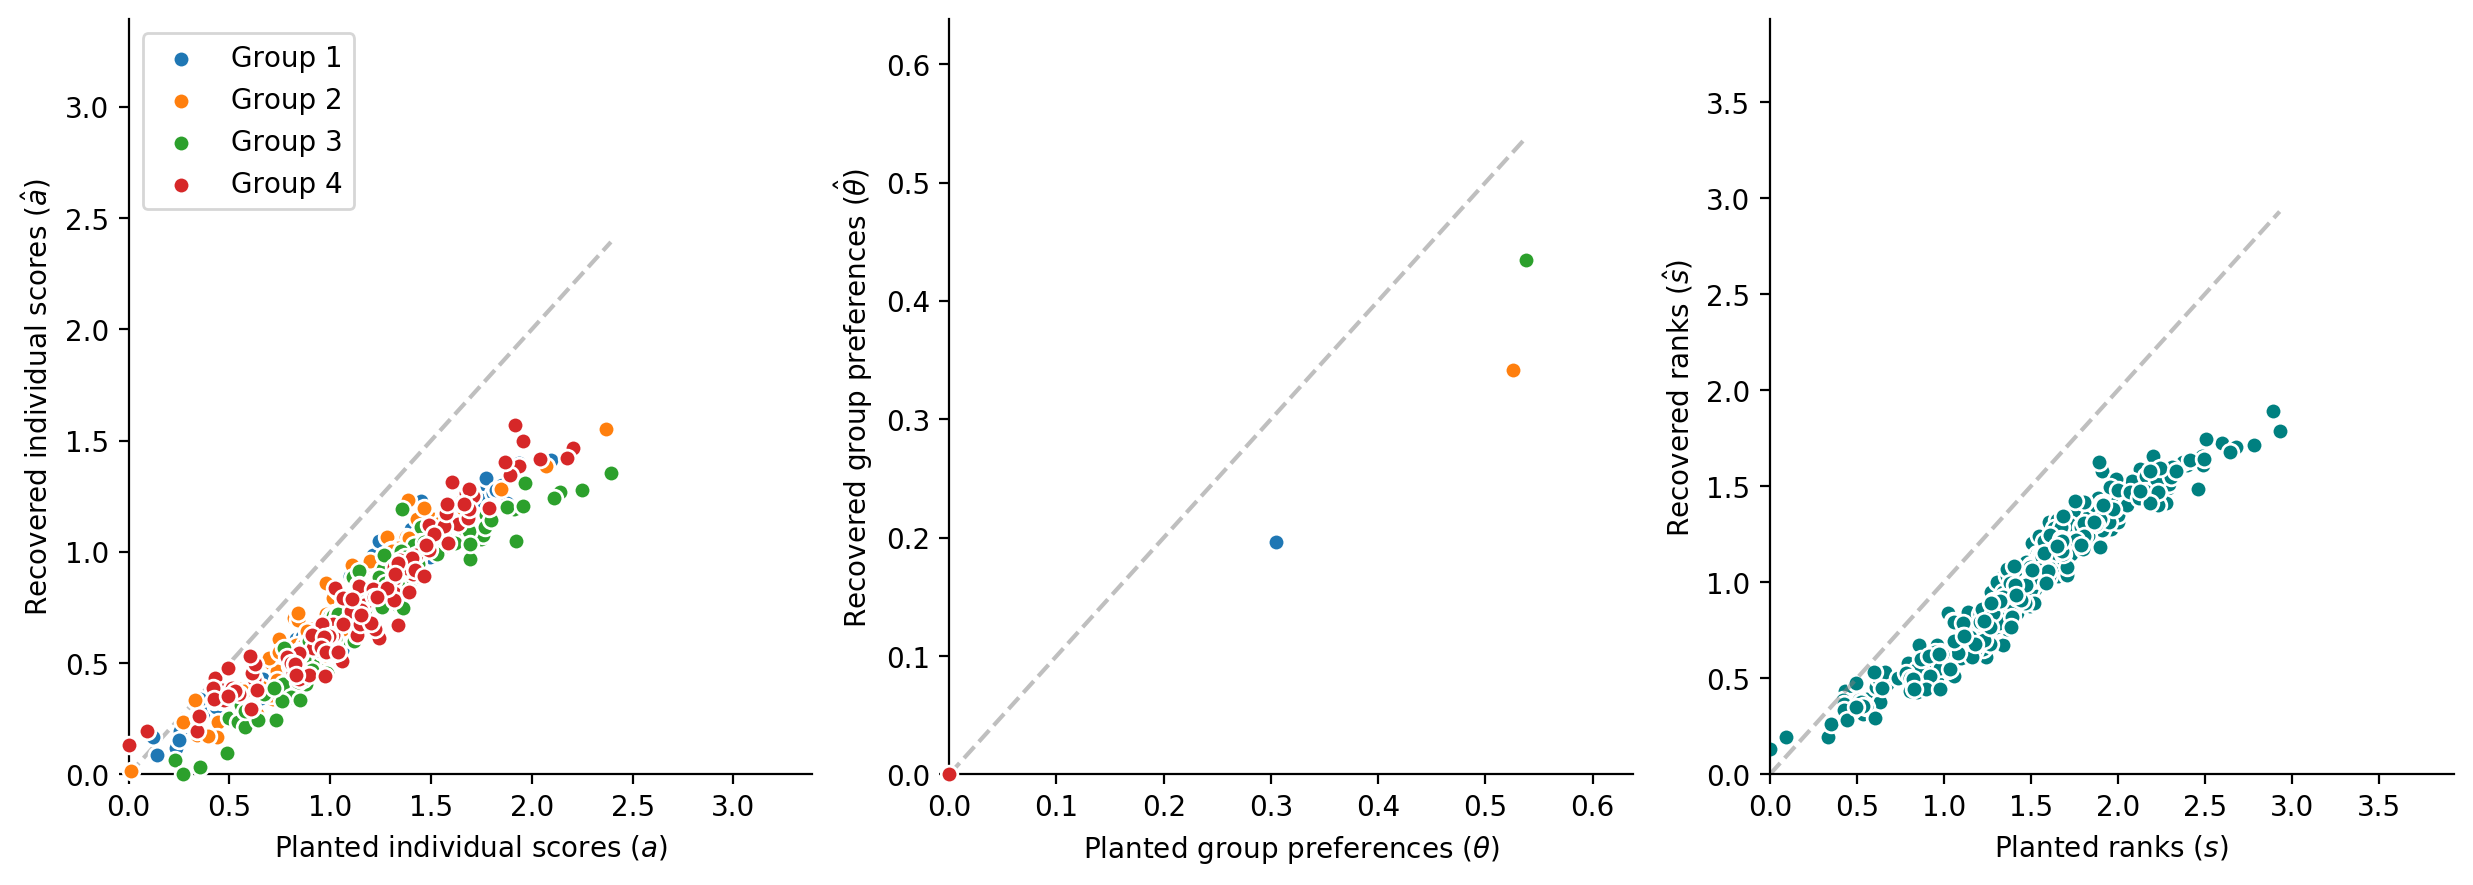 Group 1
Group 2
Group 3
Group 4
Recovered individual scores (â)
3.0
2.5
2.0
1.5
1.0
0.5
0.0
0.0 0.5 1.0 1.5 2.0 2.5 3.0
Planted individual scores (a)
Recovered group preferences (θ̂)
0.6
0.5
0.4
0.3
0.2
0.1
0.0
0.0 0.1 0.2 0.3 0.4 0.5 0.6
Planted group preferences (θ)
Recovered ranks (ŝ)
3.5
3.0
2.5
2.0
1.5
1.0
0.5
0.0
0.0 0.5 1.0 1.5 2.0 2.5 3.0 3.5
Planted ranks (s)